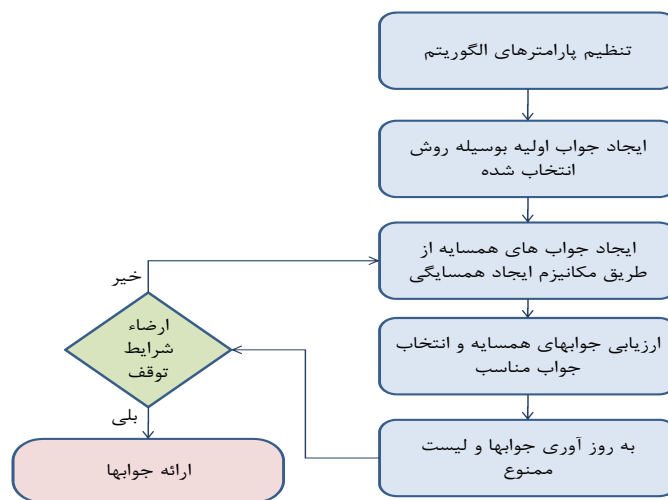 تنظیم پارامترهای الگوریتم
ایجاد جواب اولیه بوسیله روش
انتخاب شده
ایجاد جواب های همسایه از
طریق مکانیزم ایجاد همسایگی
خیر
ارضاء
شرایط
توقف
ارزیابی جوابهای همسایه و انتخاب
جواب مناسب
بلی
به روز آوری جوابها و لیست
ممنوع
ارائه جوابها